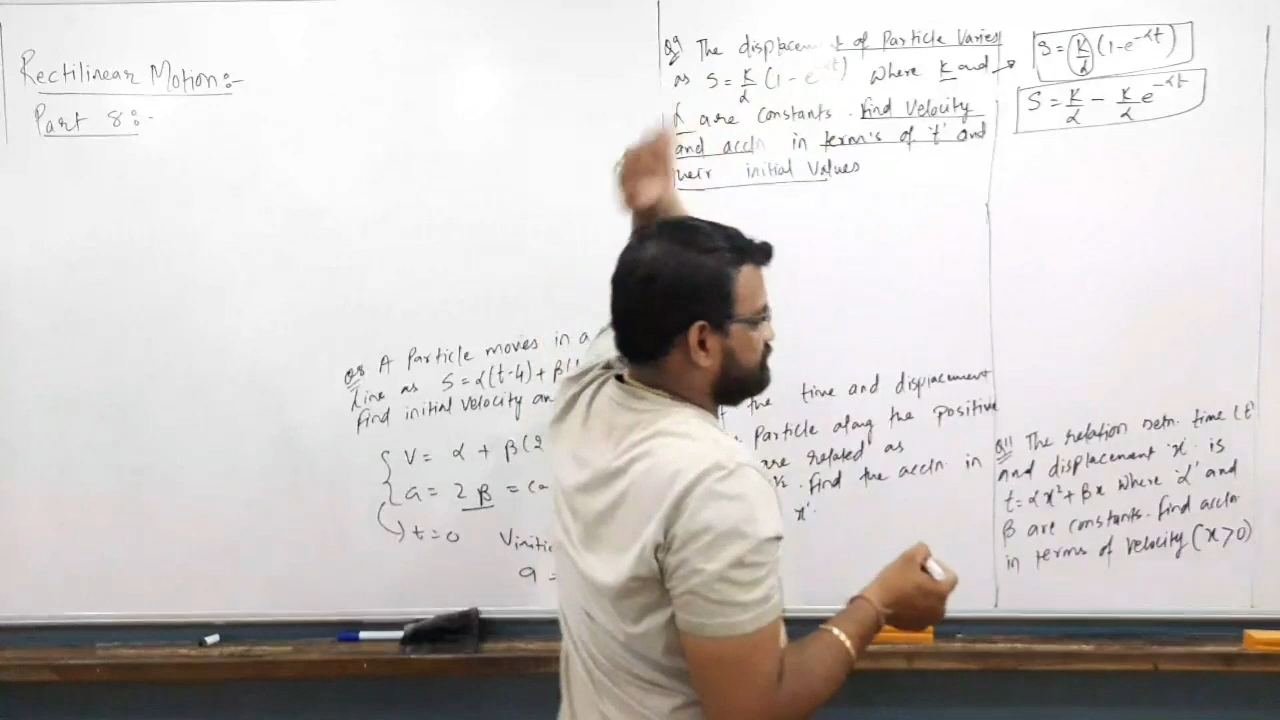 Rectilinear Motion:-
Part 8:-
Q9 The displacement of Particle Varies
as S = K/α (1 - e^-αt) Where K and
α are constants. Find Velocity
and accln in term's of 't' and
their initial Values
S = K/α (1-e^-αt)
S = K/α - K/α e^-αt
Q8 A Particle moves in a
line as S = α(t-4) + β(
find initial velocity an
V = α + β(2
a = 2β = Co
t = 0 Vinitia
a =
the time and displacement
Particle along the positive
are related as
½. Find the accln. in
x'.
Q11 The relation betn. time 't'
and displacement 'x' is
t = αx² + βx Where 'α' and
β are constants. Find accln
in terms of velocity (x>0)